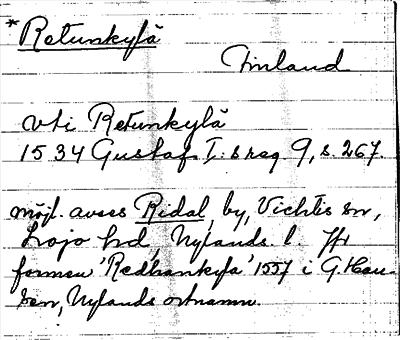 * Retunkylä
Finland
vti Retunkylä
1534 Gustaf I:s reg. 9, s. 267.
möjl. avses Ridal, by, Vichtis sn,
Lojo hd, Nylands l. Jfr
formen 'Redhankyla' 1557 i G. Hau-
sen, Nylands ortnamn.